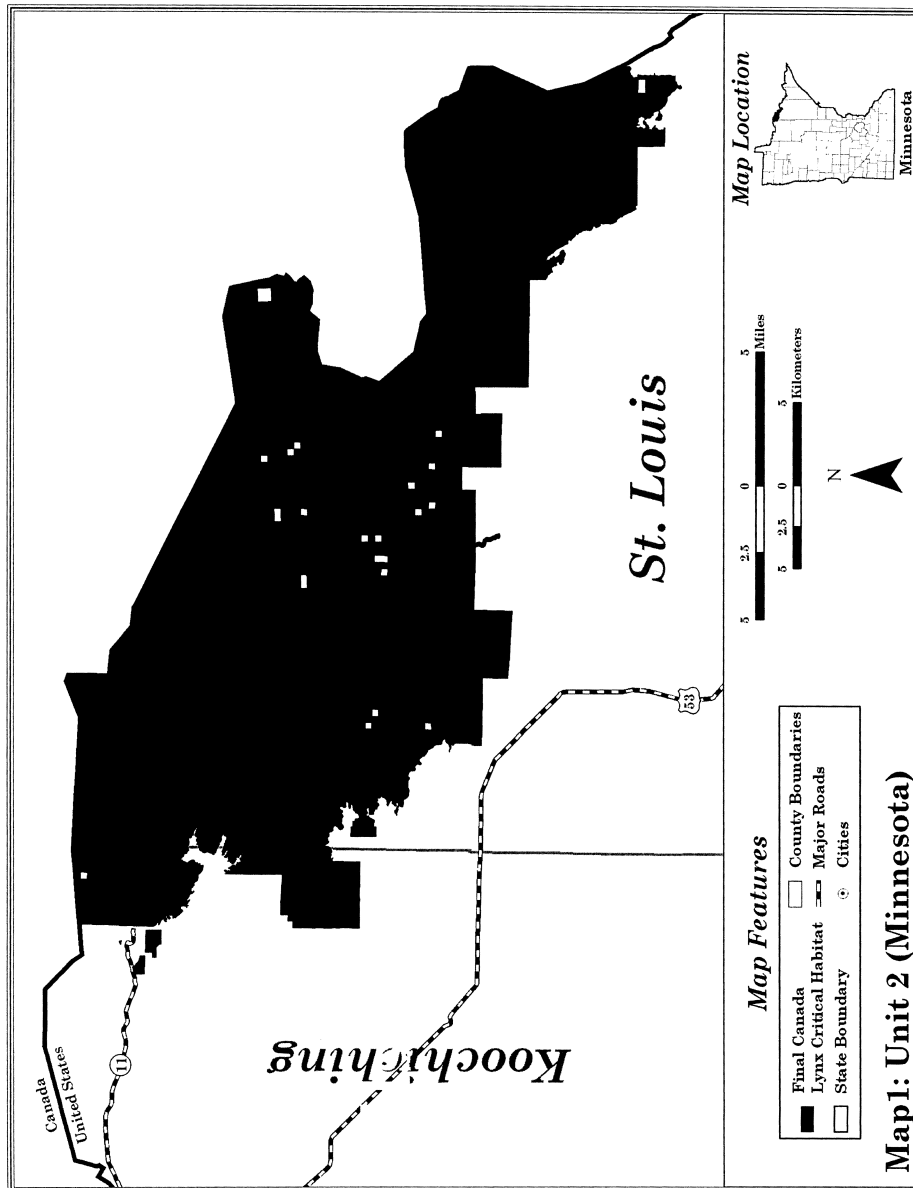 Canada
United States
11
Koochiching
St. Louis
53
Map Features
Final Canada
Lynx Critical Habitat
State Boundary
County Boundaries
Major Roads
Cities
5 2.5 0 5
Miles
5 2.5 0 5
Kilometers
N
Map Location
Minnesota
Map1: Unit 2 (Minnesota)